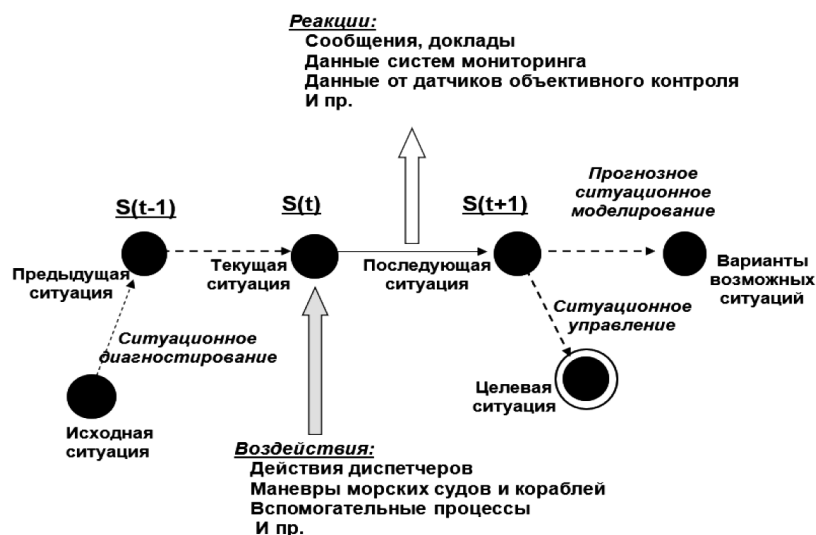 Реакции:
Сообщения, доклады
Данные систем мониторинга
Данные от датчиков объективного контроля
И пр.
Прогнозное
ситуационное
моделирование
S(t-1)
S(t)
S(t+1)
Предыдущая
ситуация
Текущая
ситуация
Последующая
ситуация
Варианты
возможных
ситуаций
Ситуационное
диагностирование
Ситуационное
управление
Исходная
ситуация
Целевая
ситуация
Воздействия:
Действия диспетчеров
Маневры морских судов и кораблей
Вспомогательные процессы
И пр.